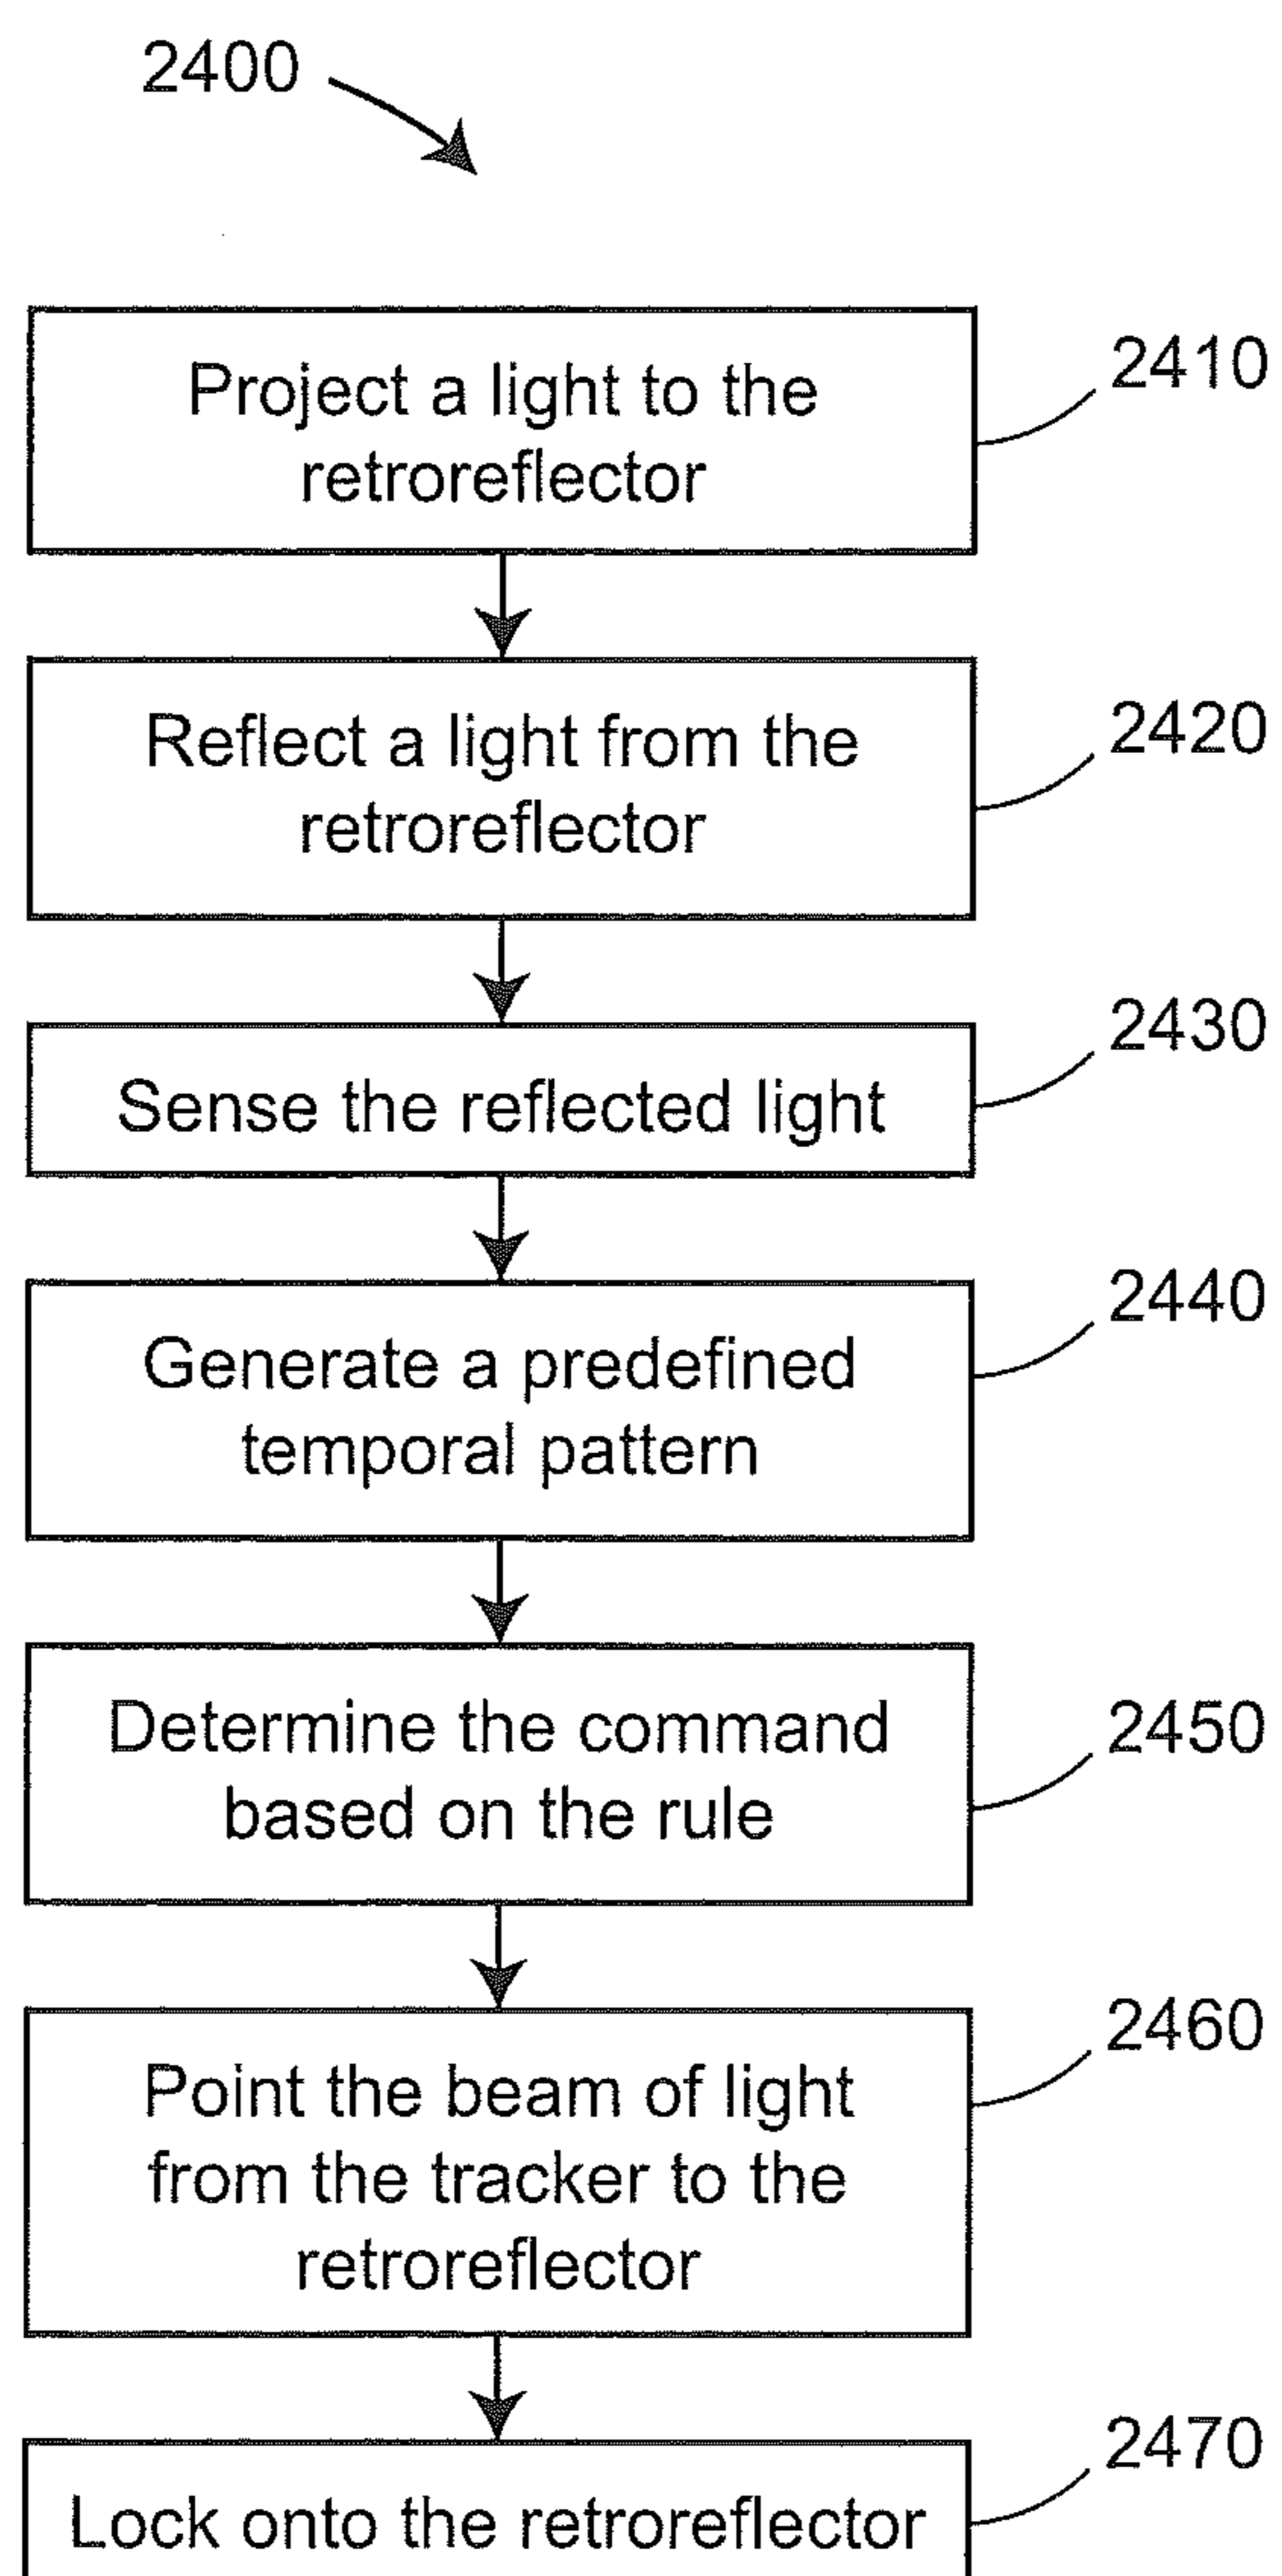 2400
Project a light to the
retroreflector
2410
Reflect a light from the
retroreflector
2420
Sense the reflected light
2430
Generate a predefined
temporal pattern
2440
Determine the command
based on the rule
2450
Point the beam of light
from the tracker to the
retroreflector
2460
Lock onto the retroreflector
2470